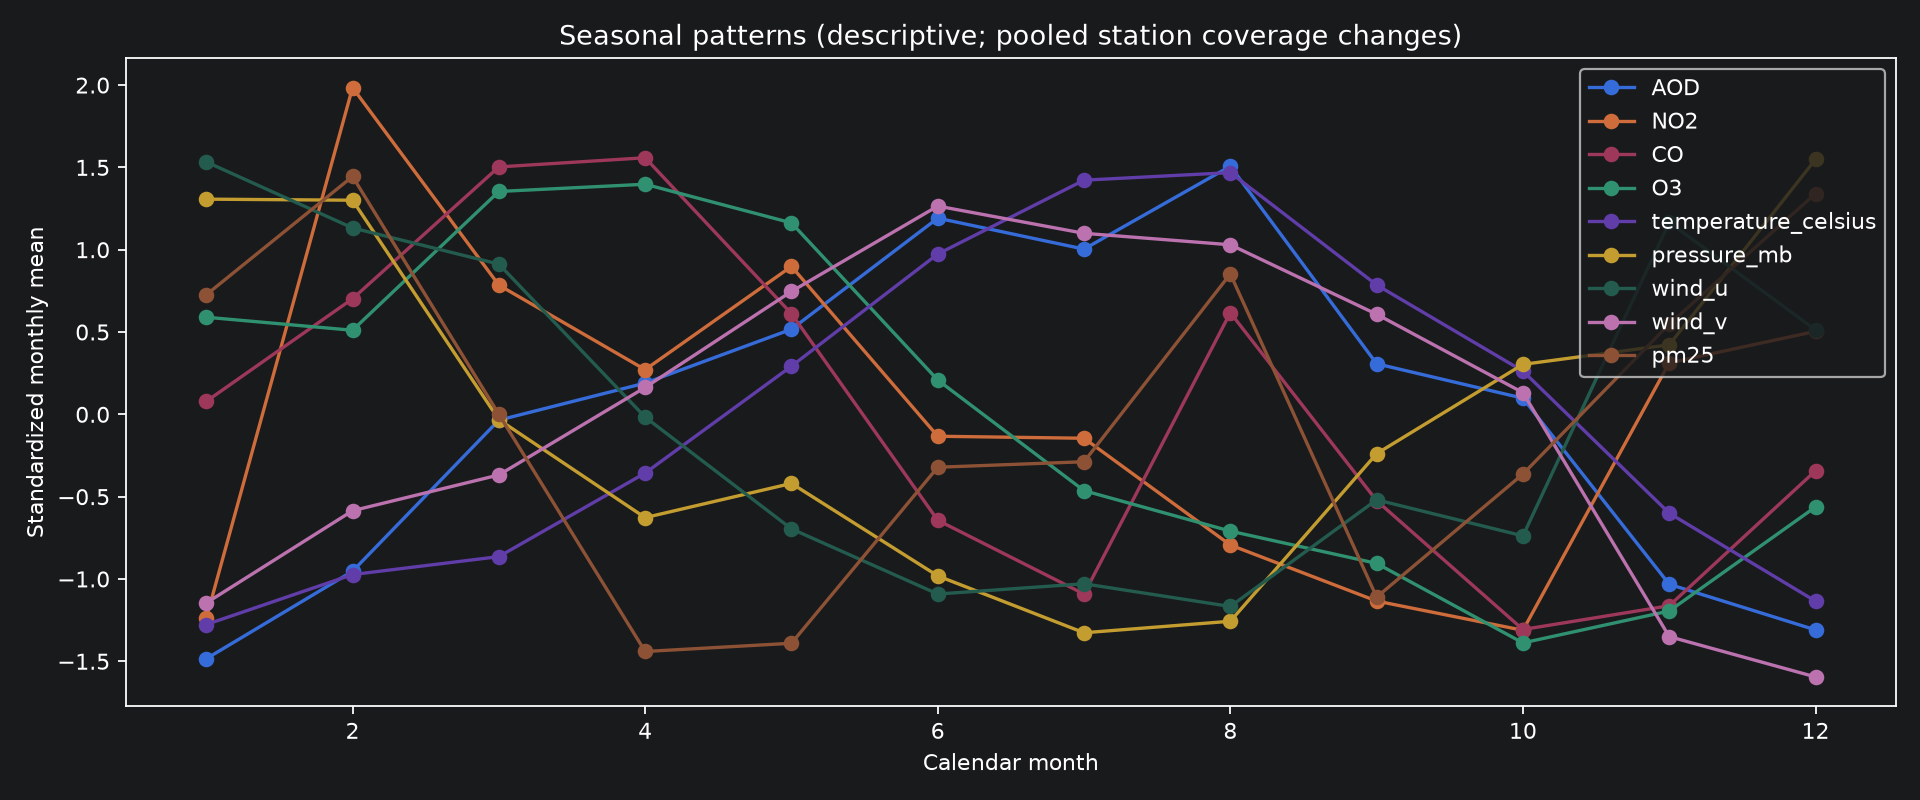 Seasonal patterns (descriptive; pooled station coverage changes)
Standardized monthly mean
2.0
1.5
1.0
0.5
0.0
−0.5
−1.0
−1.5
AOD
NO2
CO
O3
temperature_celsius
pressure_mb
wind_u
wind_v
pm25
2 4 6 8 10 12
Calendar month